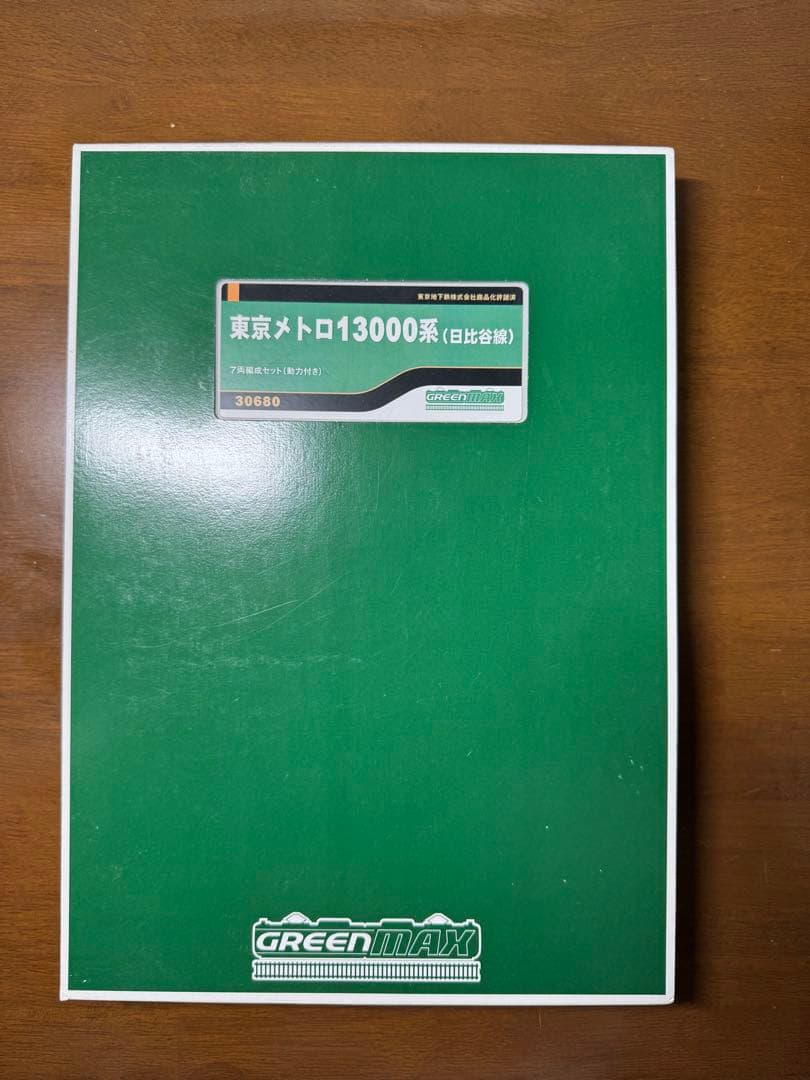 東京地下鉄株式会社商品化許諾済
東京メトロ13000系(日比谷線)
7両編成セット(動力付き)
30680
GREENMAX
GREENMAX